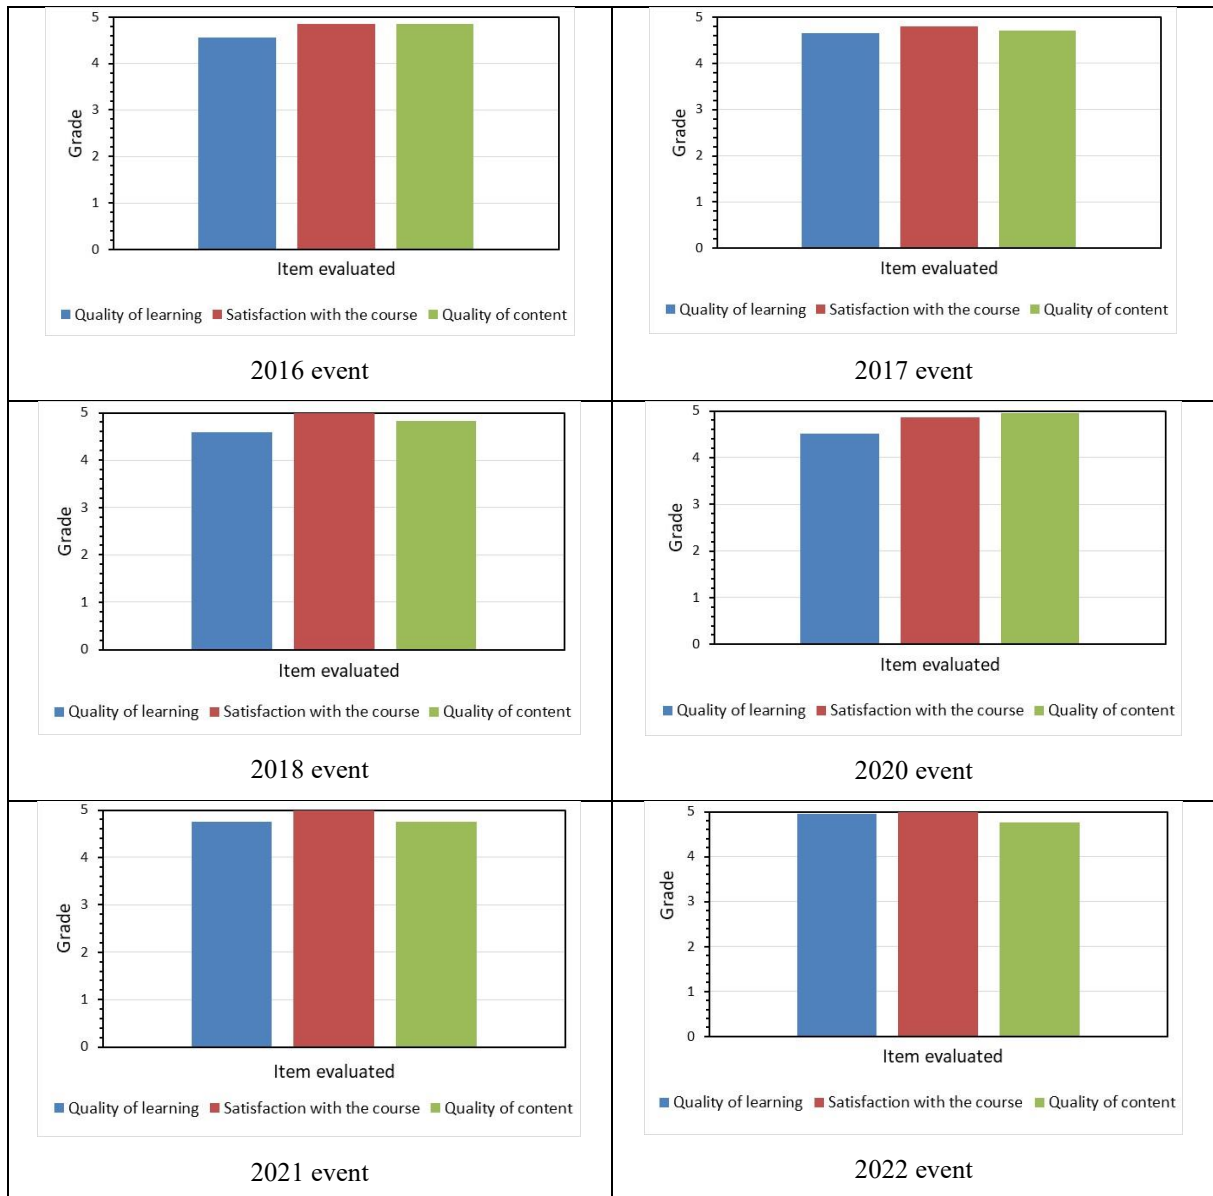 5
4
3
2
1
0
Grade
Item evaluated
Quality of learning Satisfaction with the course Quality of content
2016 event
5
4
3
2
1
0
Grade
Item evaluated
Quality of learning Satisfaction with the course Quality of content
2017 event
5
4
3
2
1
0
Grade
Item evaluated
Quality of learning Satisfaction with the course Quality of content
2018 event
5
4
3
2
1
0
Grade
Item evaluated
Quality of learning Satisfaction with the course Quality of content
2020 event
5
4
3
2
1
0
Grade
Item evaluated
Quality of learning Satisfaction with the course Quality of content
2021 event
5
4
3
2
1
0
Grade
Item evaluated
Quality of learning Satisfaction with the course Quality of content
2022 event